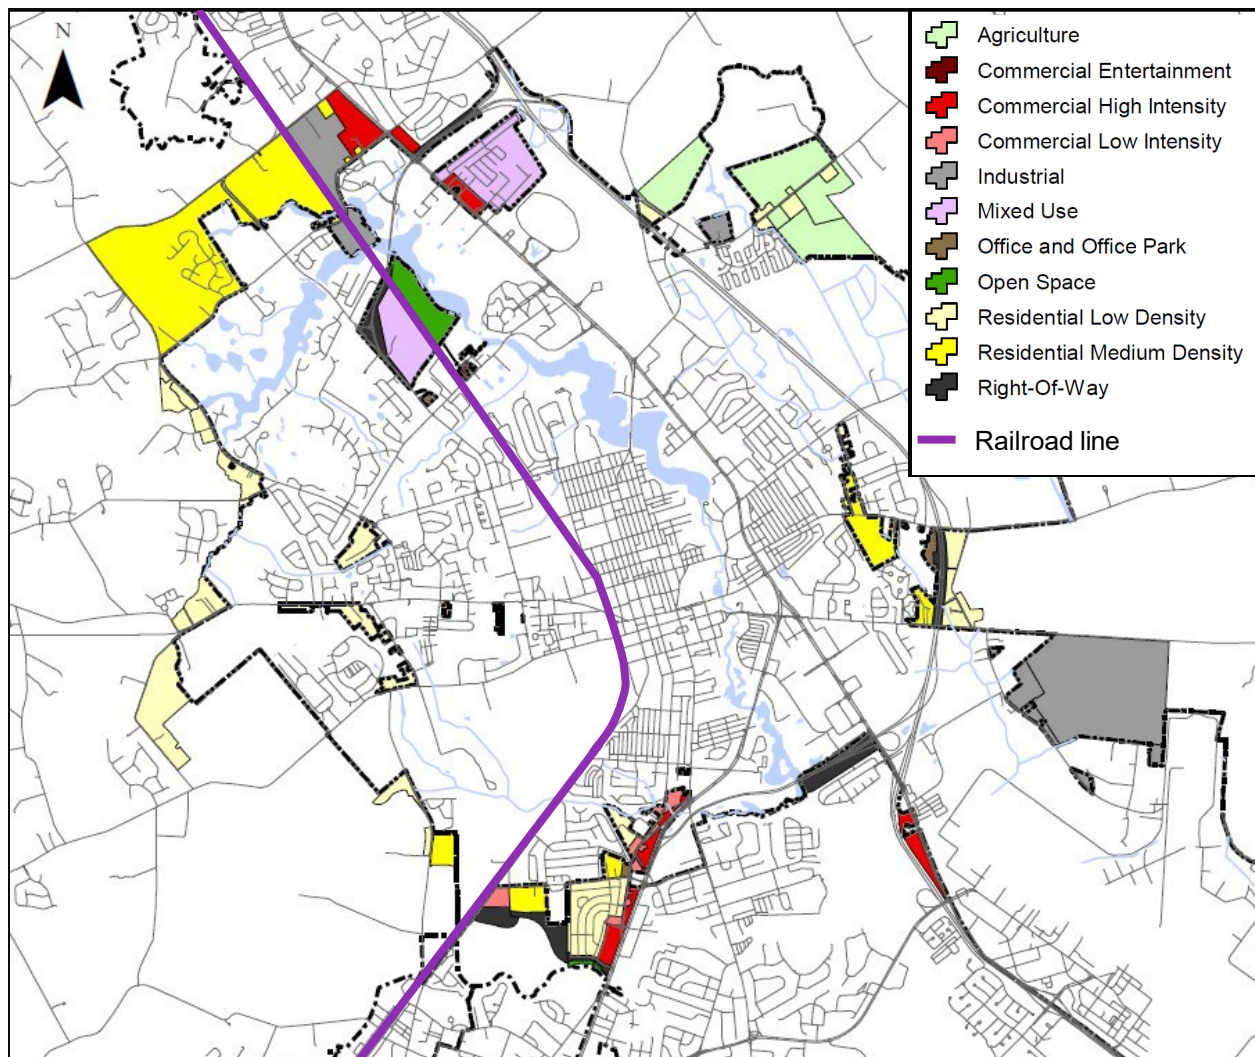 N
Agriculture
Commercial Entertainment
Commercial High Intensity
Commercial Low Intensity
Industrial
Mixed Use
Office and Office Park
Open Space
Residential Low Density
Residential Medium Density
Right-Of-Way
Railroad line